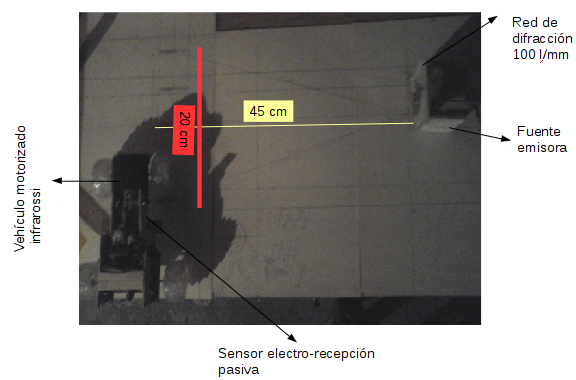 Red de
difracción
100 l/mm
45 cm
20 cm
Fuente
emisora
Vehículo motorizado
infrarossi
Sensor electro-recepción
pasiva